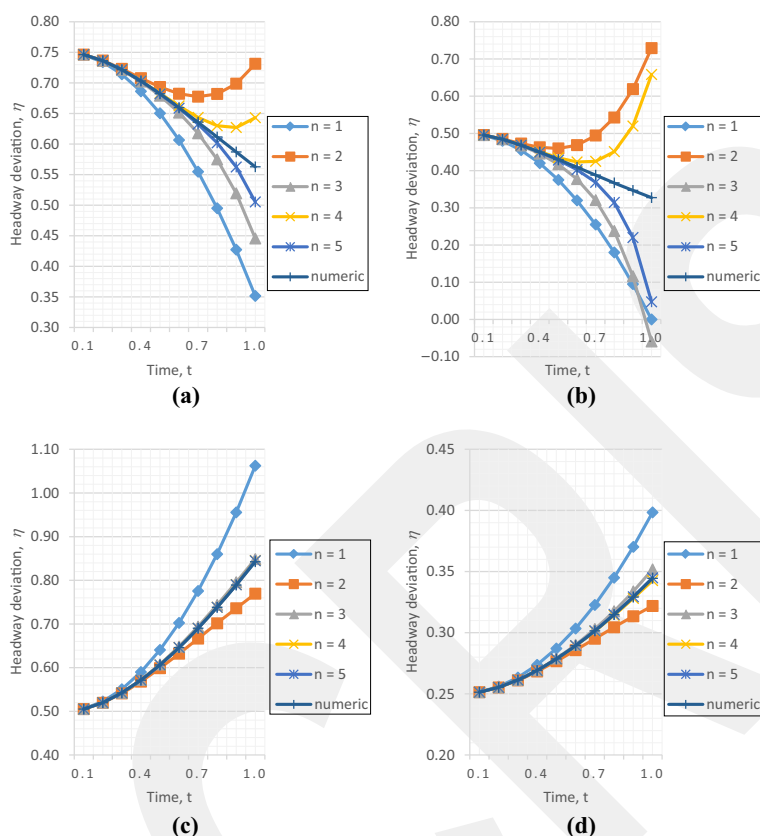 0.80
0.75
0.70
0.65
0.60
0.55
0.50
0.45
0.40
0.35
0.30
Headway deviation, η
0.1 0.4 0.7 1.0
Time, t
n = 1
n = 2
n = 3
n = 4
n = 5
numeric
(a)
0.80
0.70
0.60
0.50
0.40
0.30
0.20
0.10
0.00
−0.10
Headway deviation, η
0.1 0.4 0.7 1.0
Time, t
n = 1
n = 2
n = 3
n = 4
n = 5
numeric
(b)
1.10
1.00
0.90
0.80
0.70
0.60
0.50
0.40
Headway deviation, η
0.1 0.4 0.7 1.0
Time, t
n = 1
n = 2
n = 3
n = 4
n = 5
numeric
(c)
0.45
0.40
0.35
0.30
0.25
0.20
Headway deviation, η
0.1 0.4 0.7 1.0
Time, t
n = 1
n = 2
n = 3
n = 4
n = 5
numeric
(d)